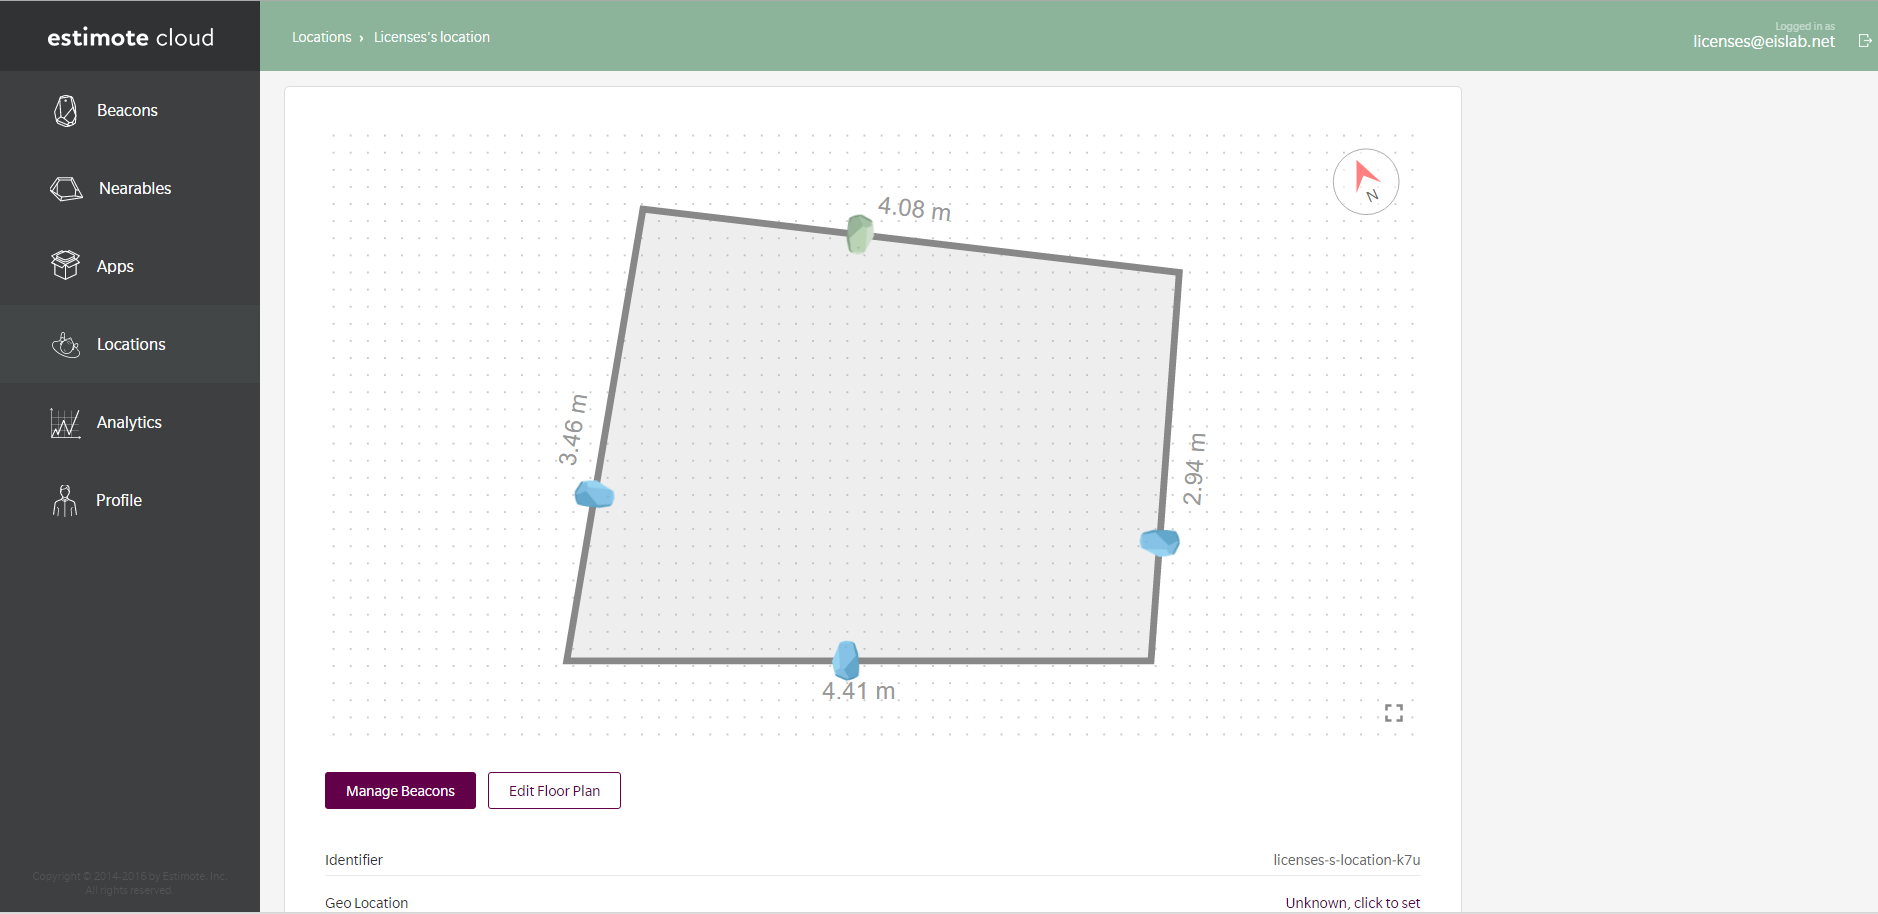 estimote cloud
Locations › Licenses's location
Logged in as
licenses@eislab.net
Beacons
Nearables
Apps
Locations
Analytics
Profile
N
4.08 m
3.46 m
2.94 m
4.41 m
Manage Beacons
Edit Floor Plan
Identifier
licenses-s-location-k7u
Geo Location
Unknown, click to set
Copyright © 2014-2016 by Estimote, Inc.
All rights reserved.